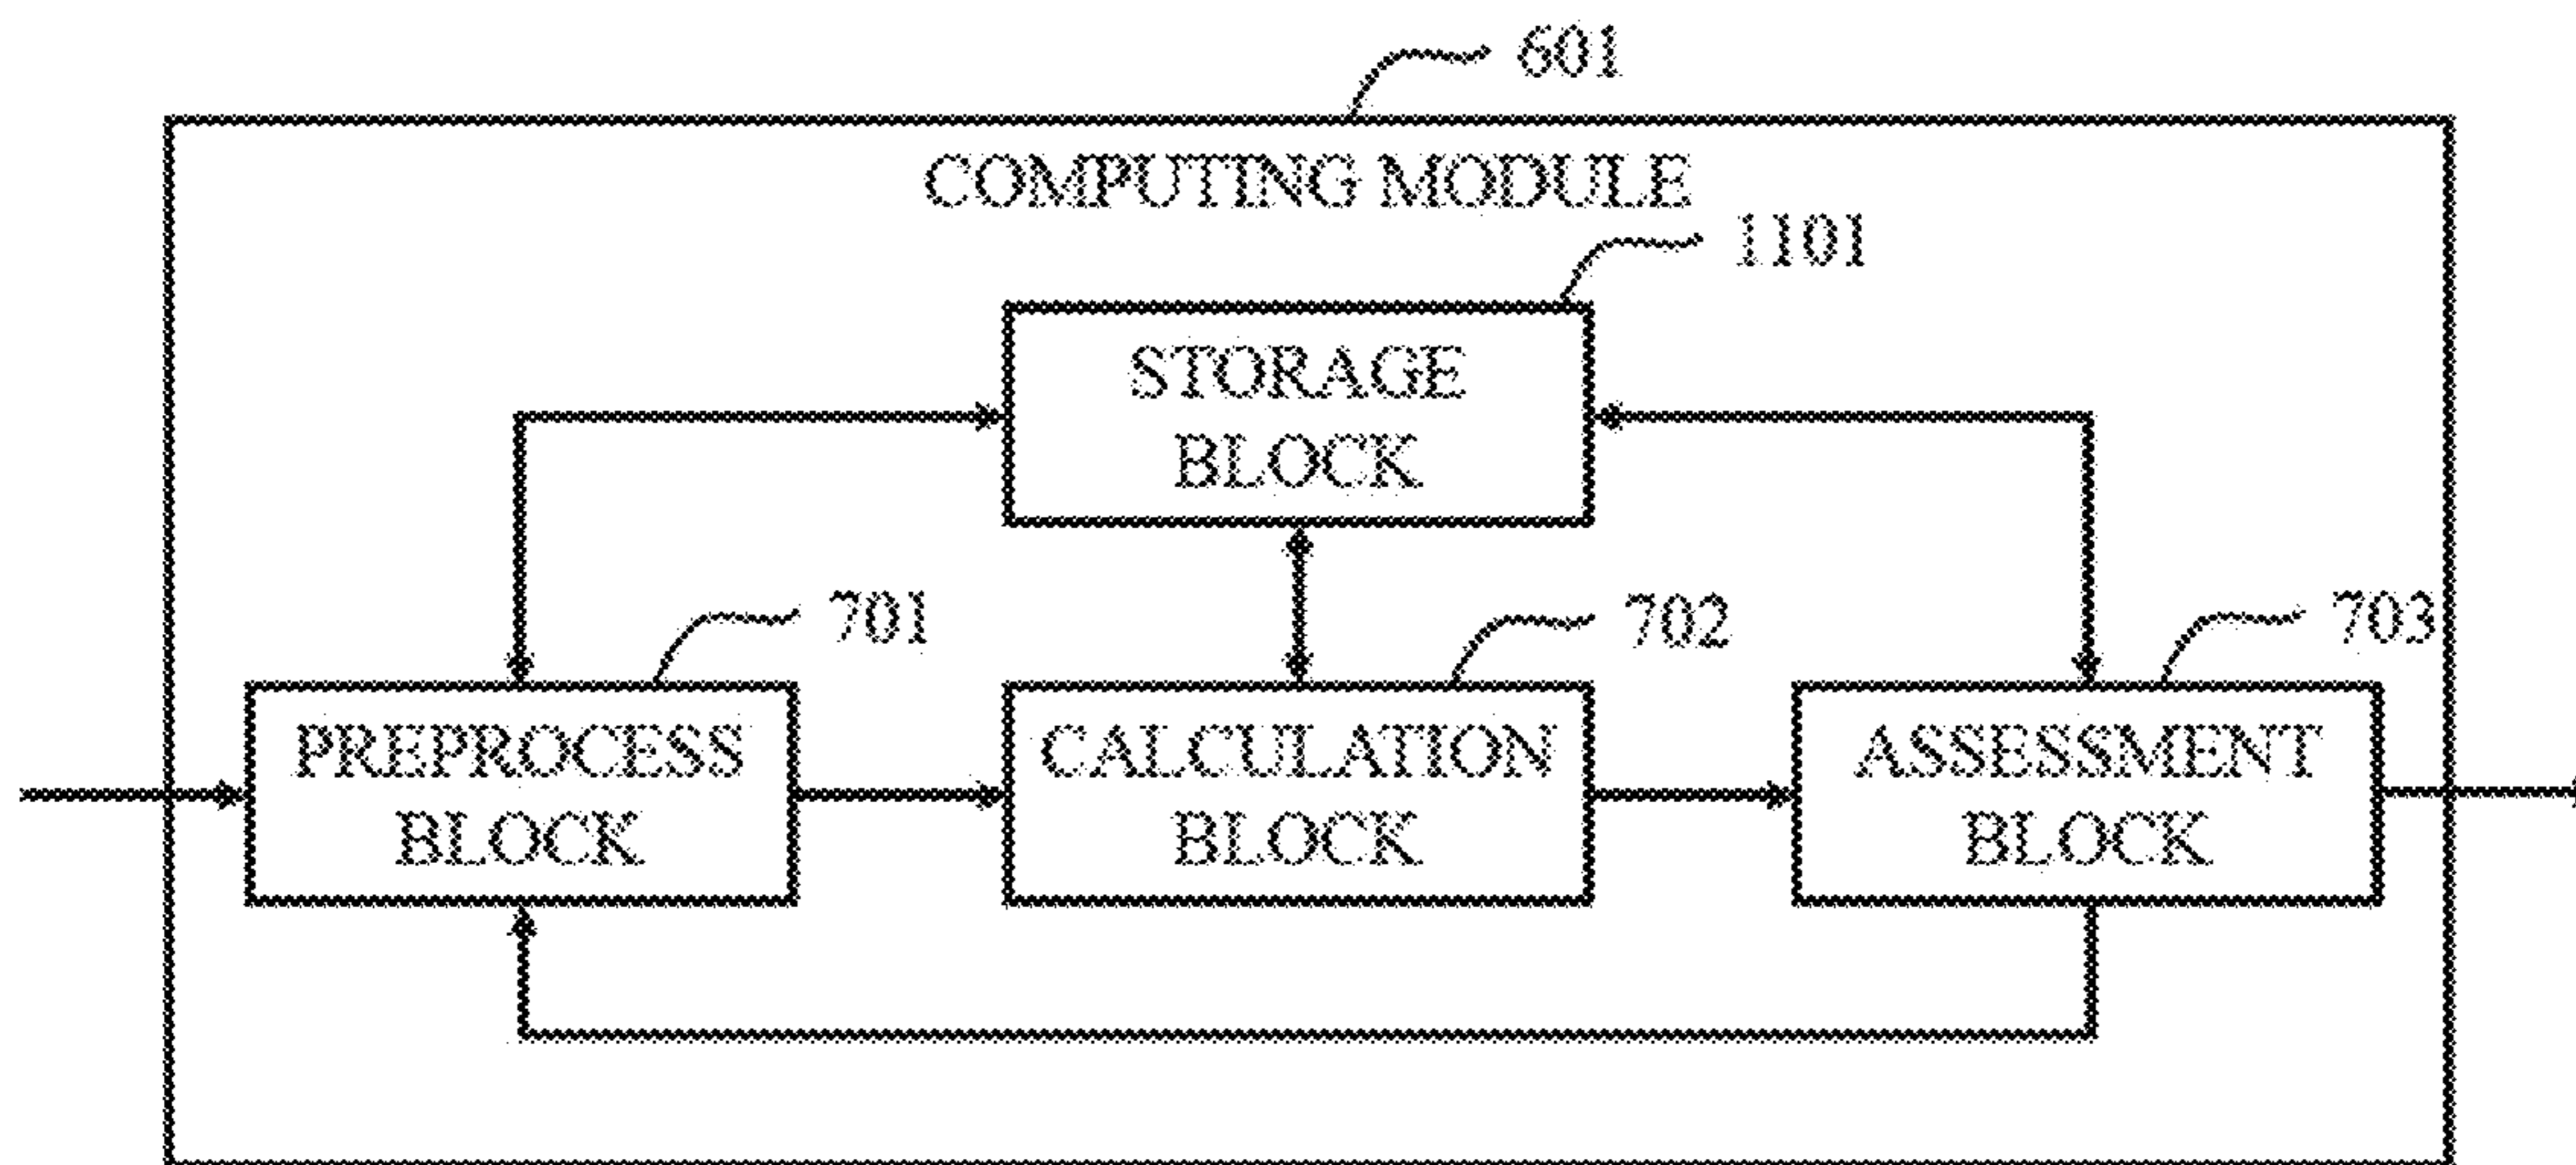 601
COMPUTING MODULE
1101
STORAGE
BLOCK
701
702
703
PREPROCESS
BLOCK
CALCULATION
BLOCK
ASSESSMENT
BLOCK